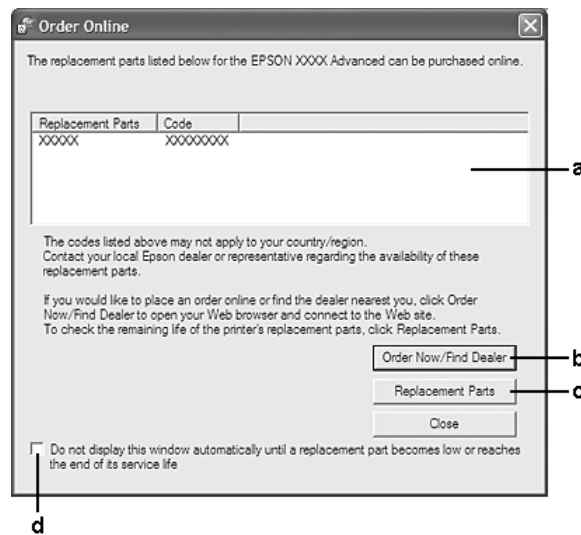 Order Online
The replacement parts listed below for the EPSON XXXX Advanced can be purchased online.
Replacement Parts Code
XXXXX XXXXXXXX
a
The codes listed above may not apply to your country/region.
Contact your local Epson dealer or representative regarding the availability of these
replacement parts.
If you would like to place an order online or find the dealer nearest you, click Order
Now/Find Dealer to open your Web browser and connect to the Web site.
To check the remaining life of the printer's replacement parts, click Replacement Parts.
Order Now/Find Dealer b
Replacement Parts c
Close
Do not display this window automatically until a replacement part becomes low or reaches
the end of its service life
d